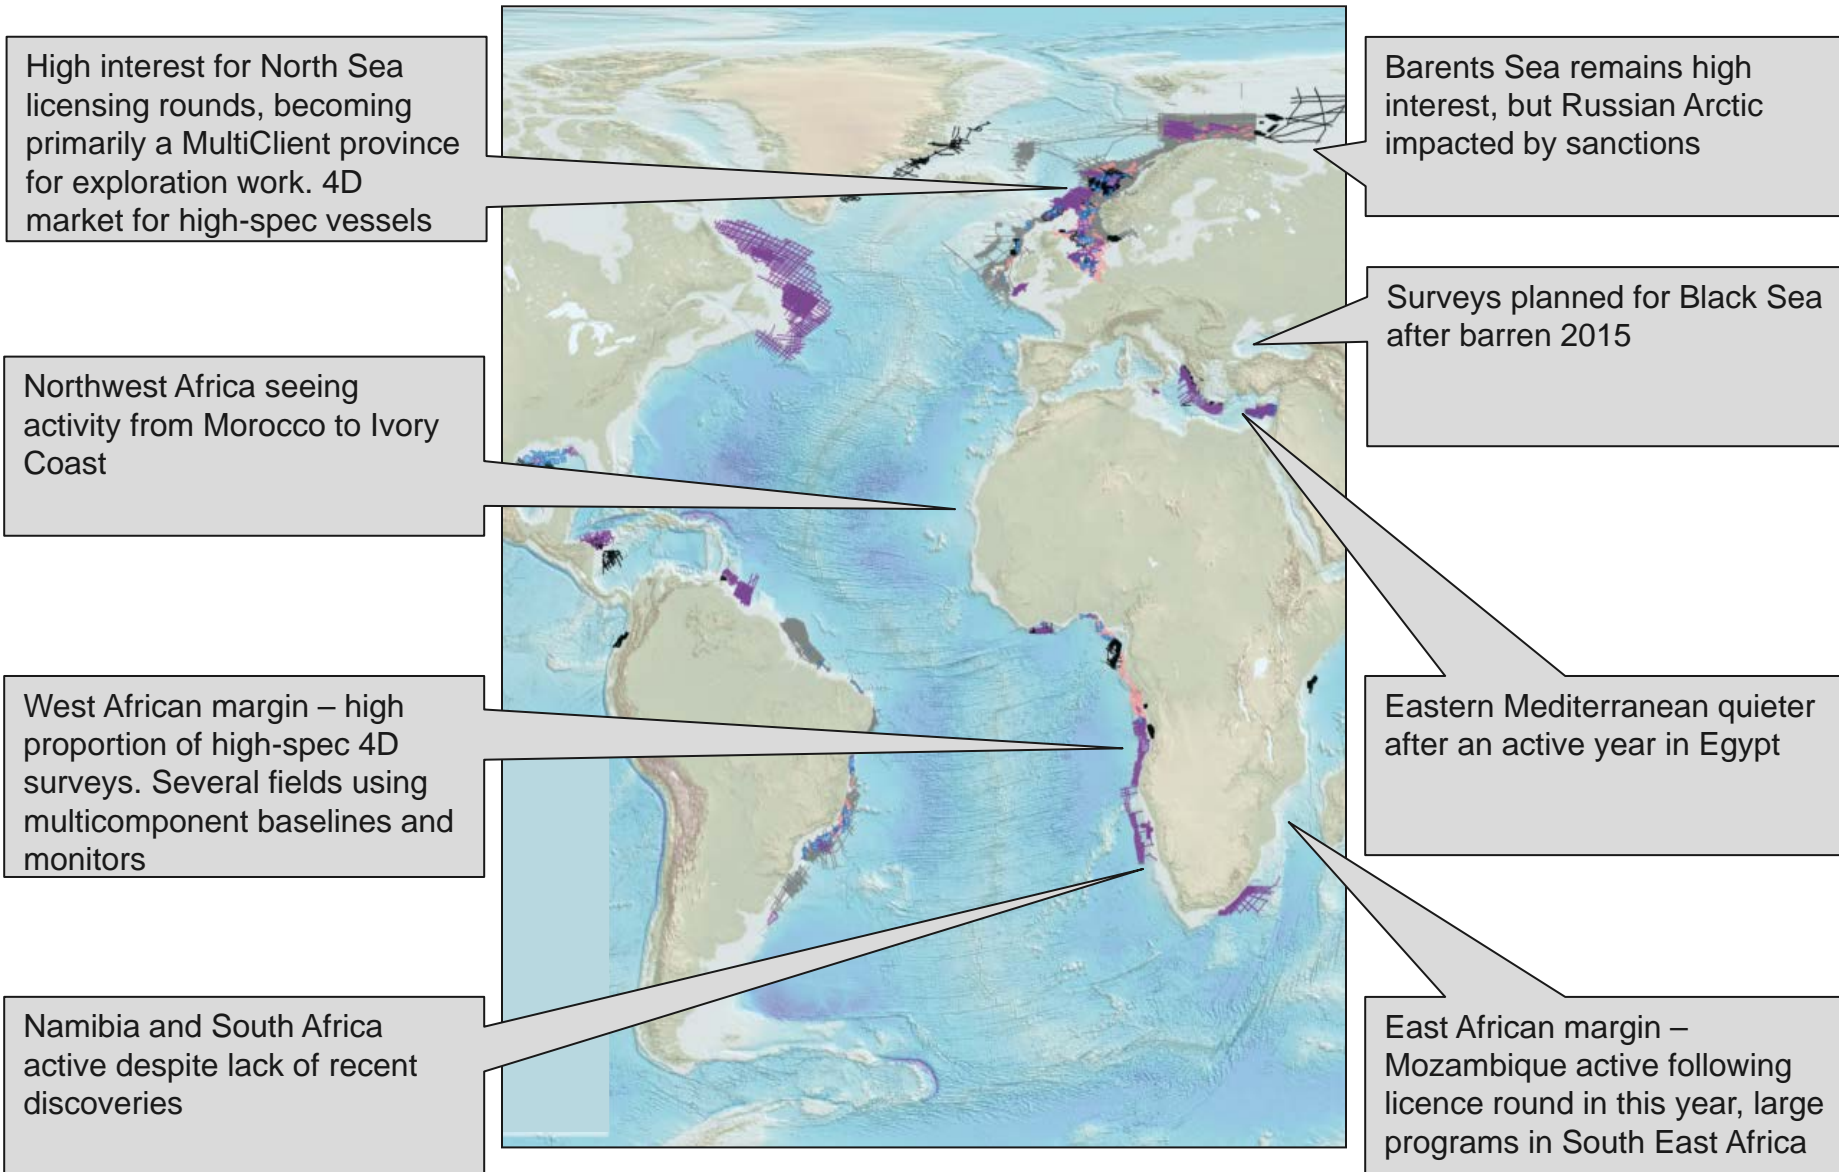 High interest for North Sea
licensing rounds, becoming
primarily a MultiClient province
for exploration work. 4D
market for high-spec vessels
Northwest Africa seeing
activity from Morocco to Ivory
Coast
West African margin – high
proportion of high-spec 4D
surveys. Several fields using
multicomponent baselines and
monitors
Namibia and South Africa
active despite lack of recent
discoveries
Barents Sea remains high
interest, but Russian Arctic
impacted by sanctions
Surveys planned for Black Sea
after barren 2015
Eastern Mediterranean quieter
after an active year in Egypt
East African margin –
Mozambique active following
licence round in this year, large
programs in South East Africa